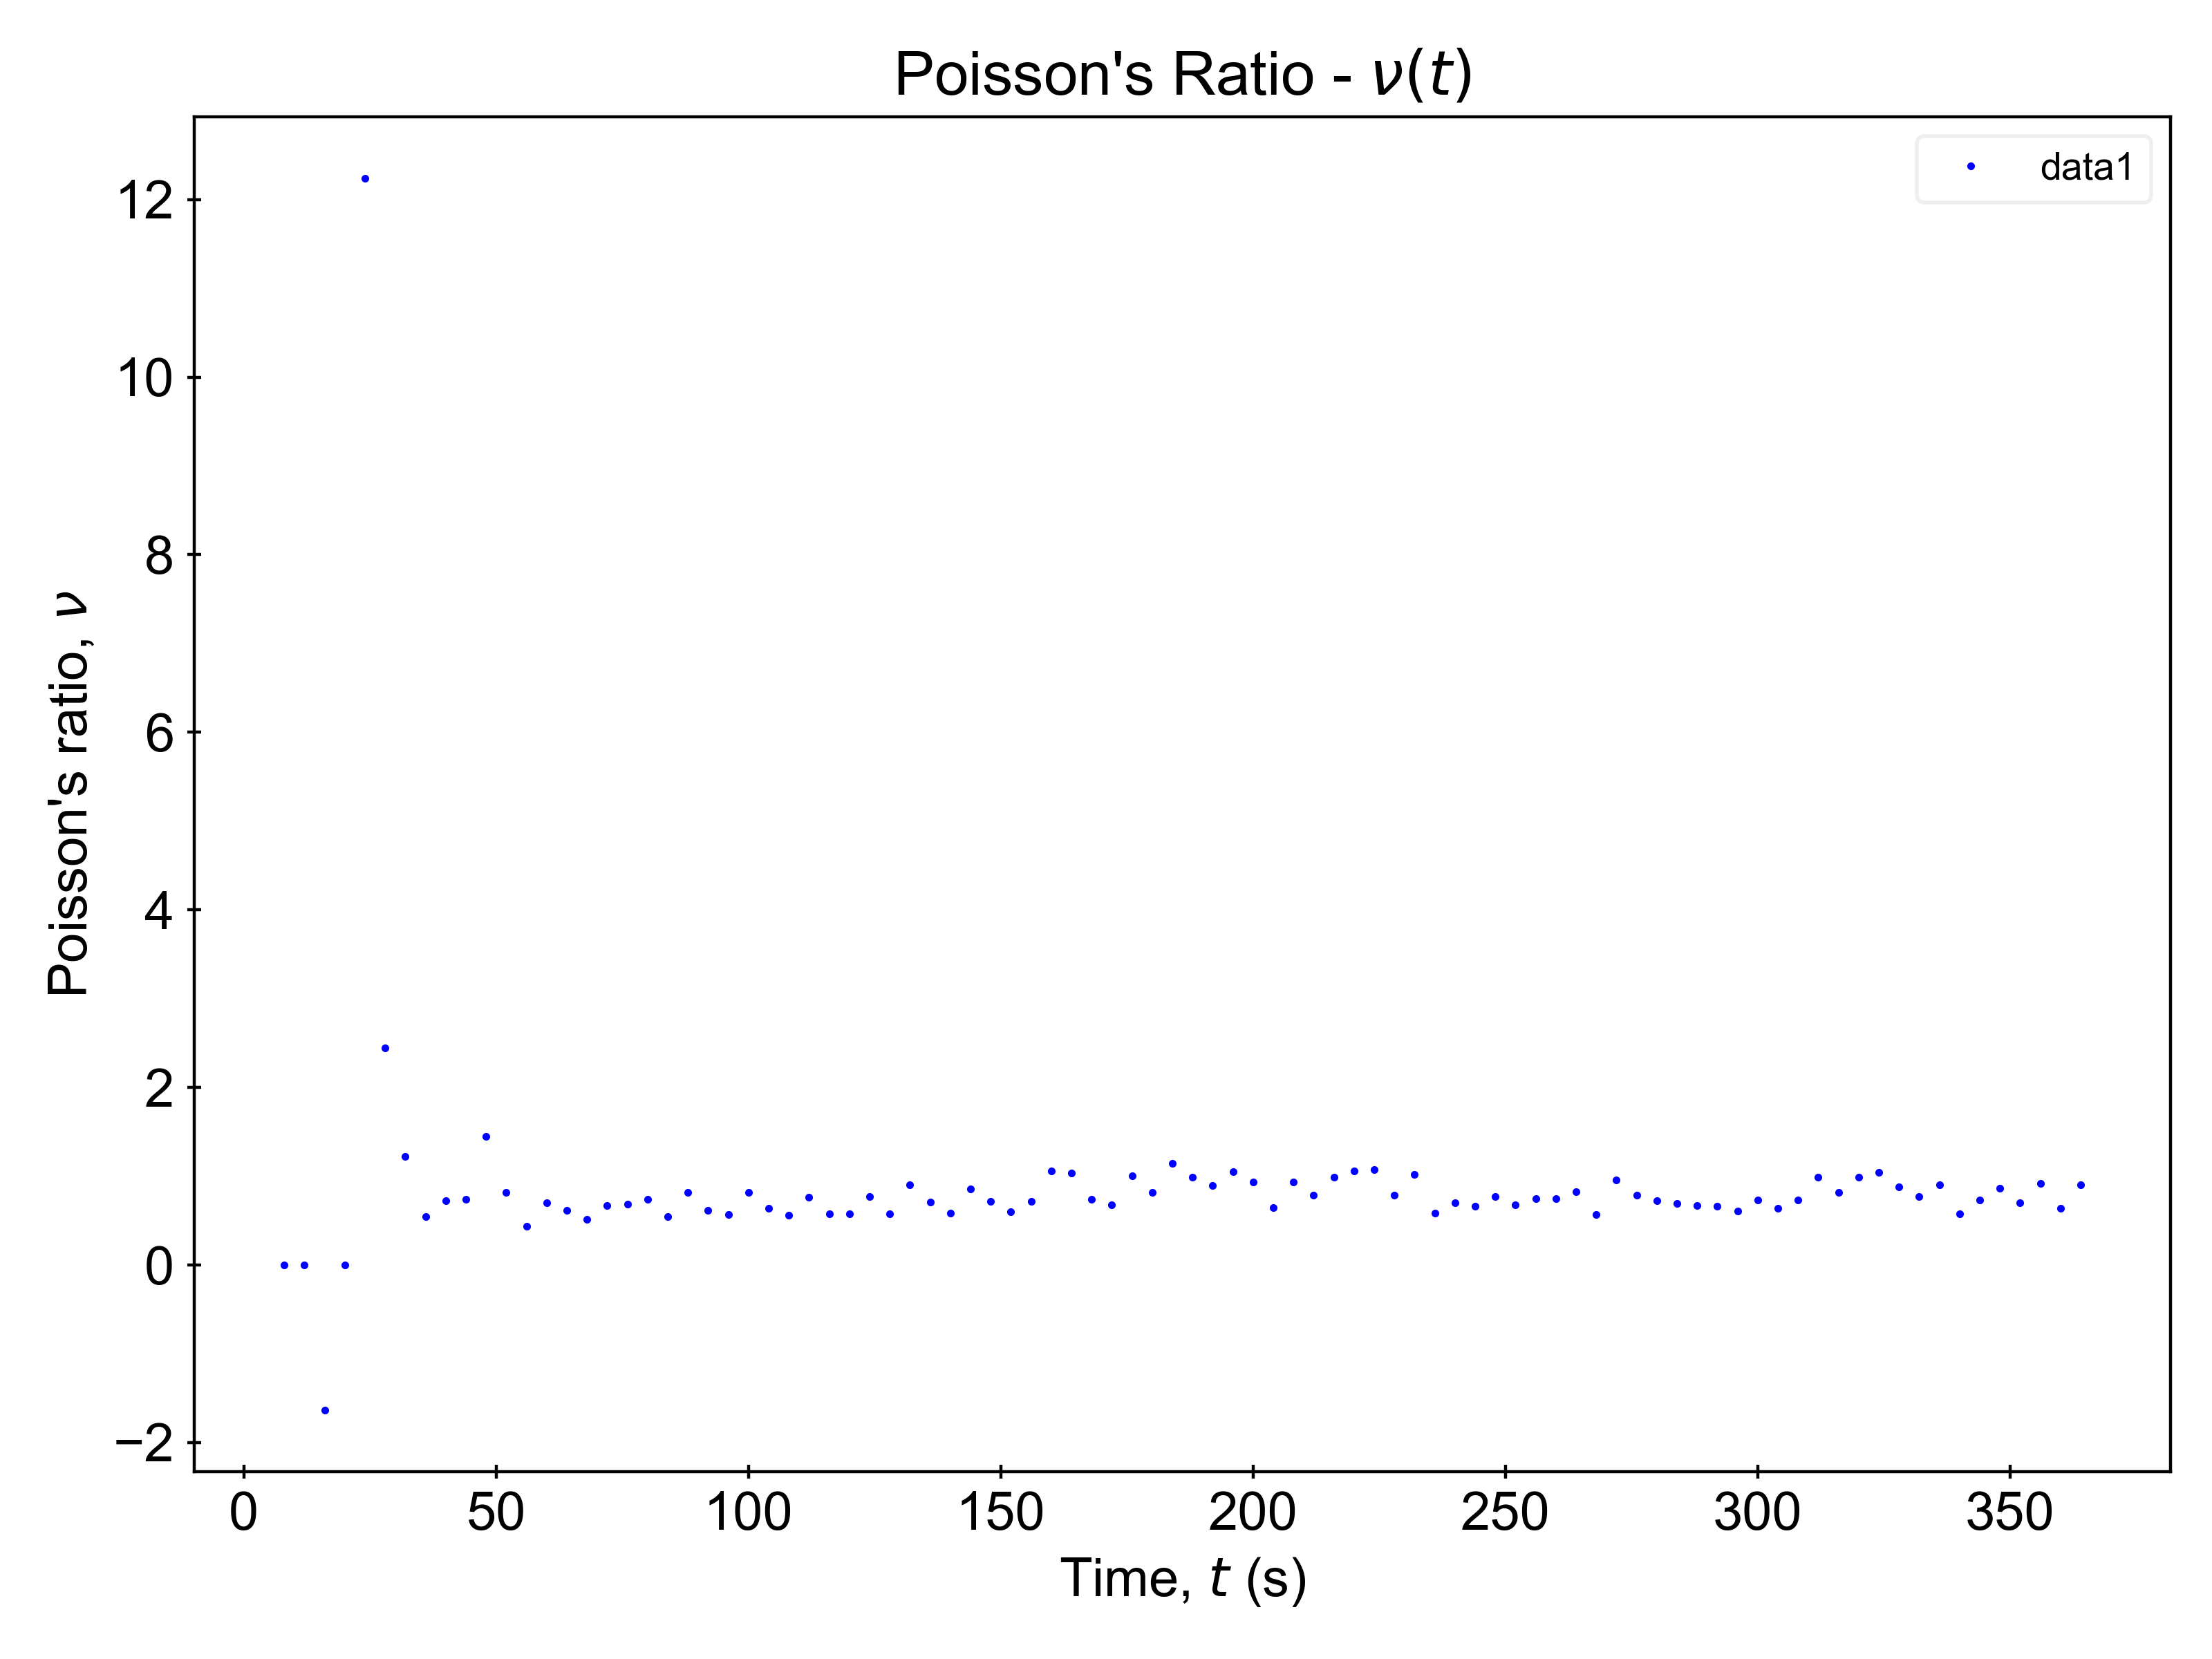 Poisson's Ratio - ν(t)
data1
12
10
8
6
4
2
0
−2
Poisson's ratio, ν
0 50 100 150 200 250 300 350
Time, t (s)